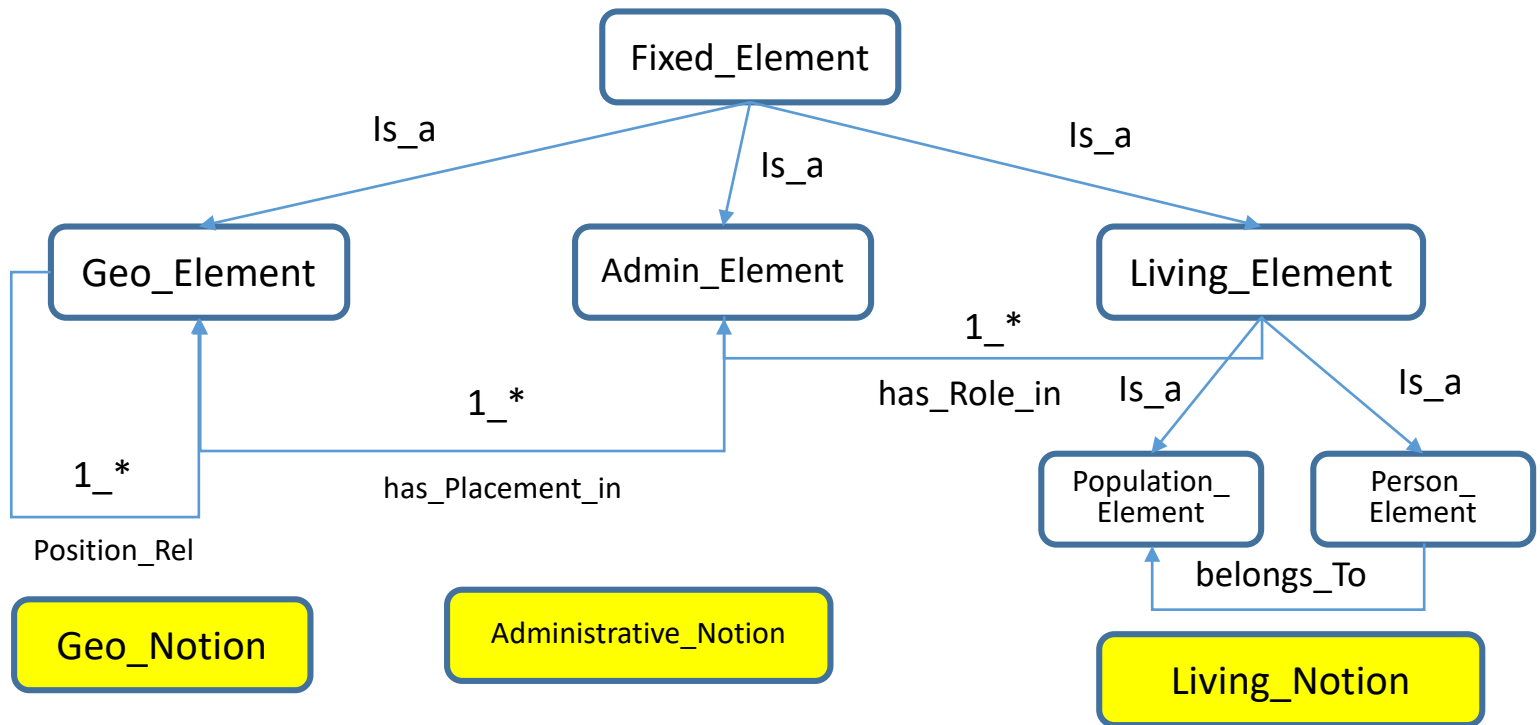 Fixed_Element
Is_a
Is_a
Is_a
Geo_Element
Admin_Element
Living_Element
1_*
has_Role_in
Is_a
Is_a
1_*
has_Placement_in
1_*
Position_Rel
Population_
Element
Person_
Element
belongs_To
Geo_Notion
Administrative_Notion
Living_Notion